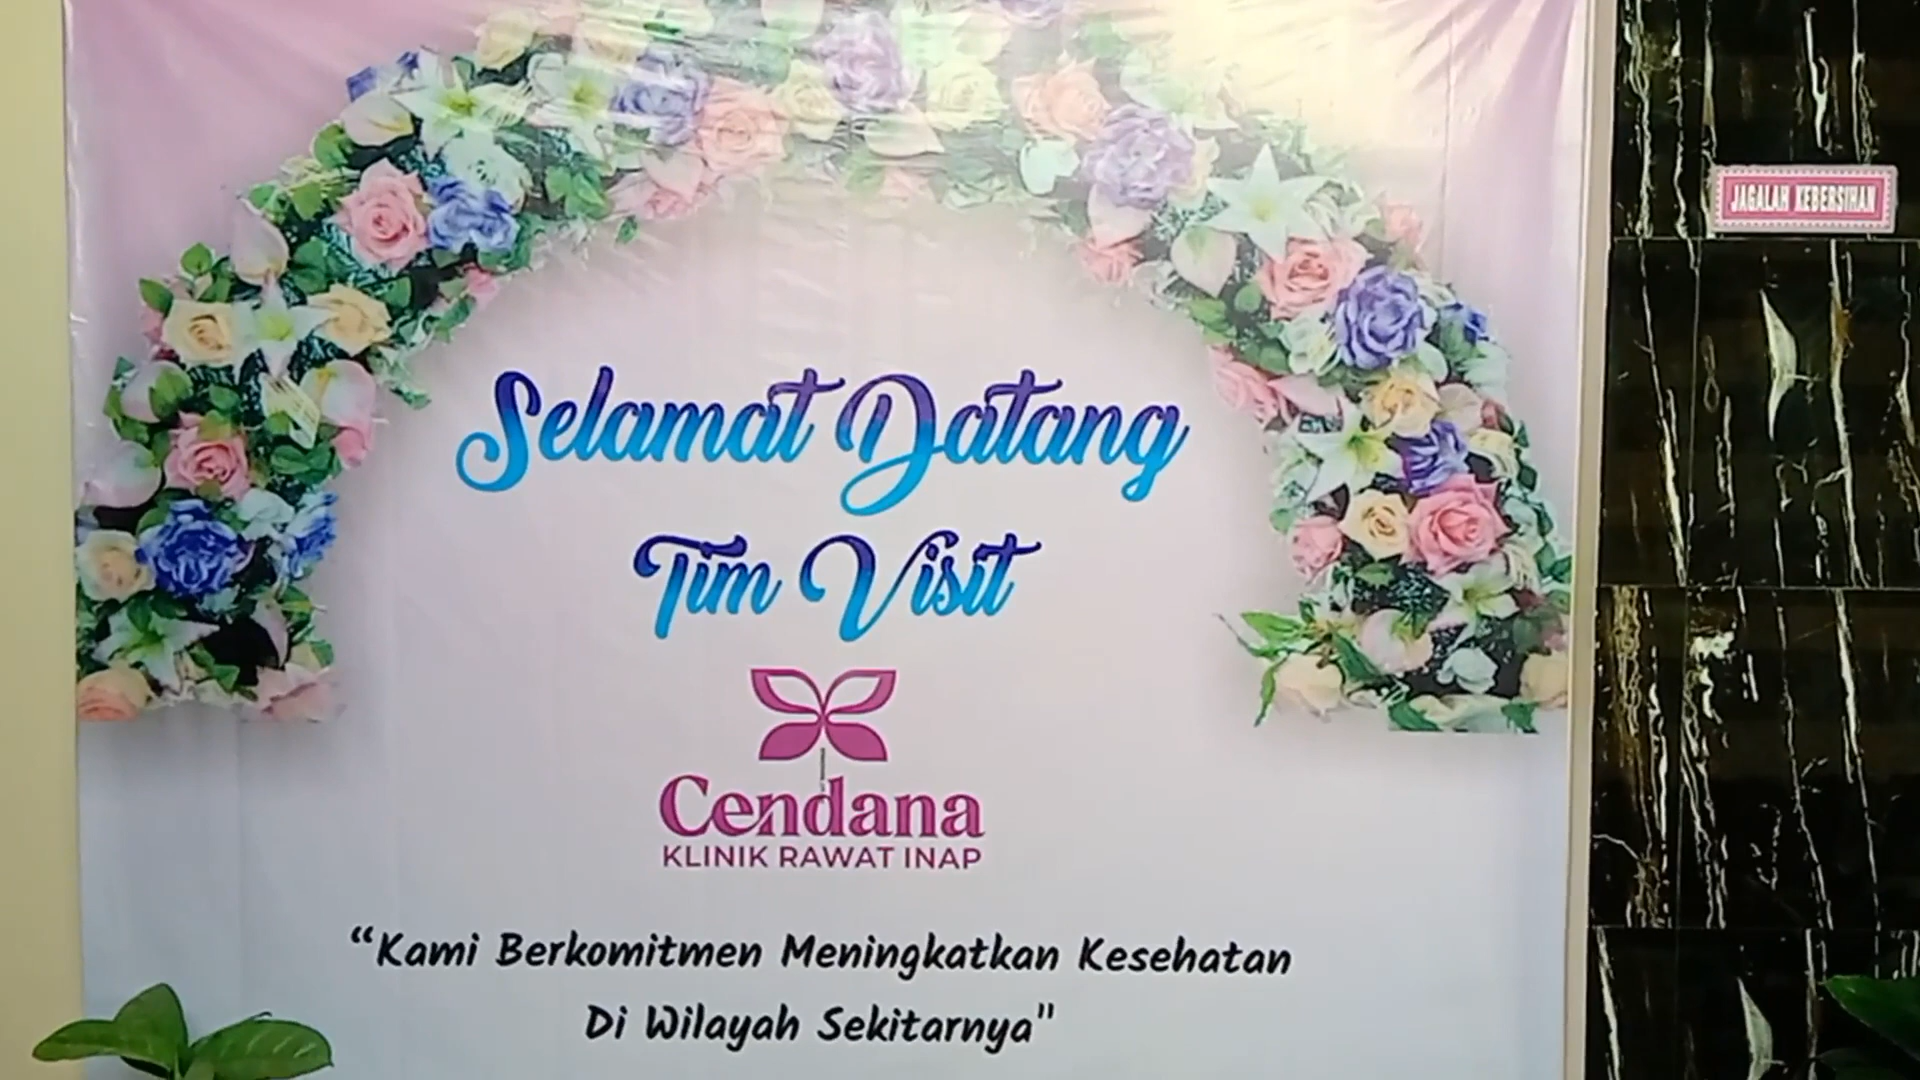 Selamat Datang
Tim Visit
Cendana
KLINIK RAWAT INAP
“Kami Berkomitmen Meningkatkan Kesehatan
Di Wilayah Sekitarnya"
JAGALAH KEBERSIHAN